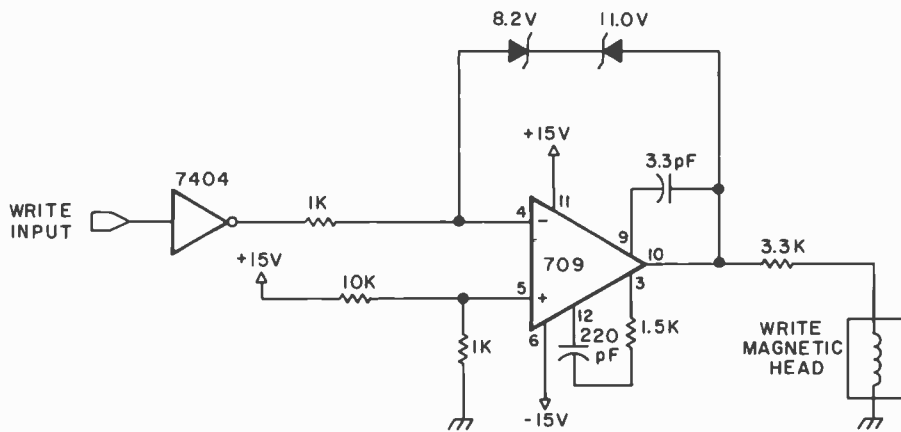 8.2V
11.0V
+15V
3.3pF
7404
11
WRITE
INPUT
1K
4
−
9
709
10
3.3K
+15V
10K
5
+
3
12
6
1K
220
pF
1.5K
WRITE
MAGNETIC
HEAD
-15V